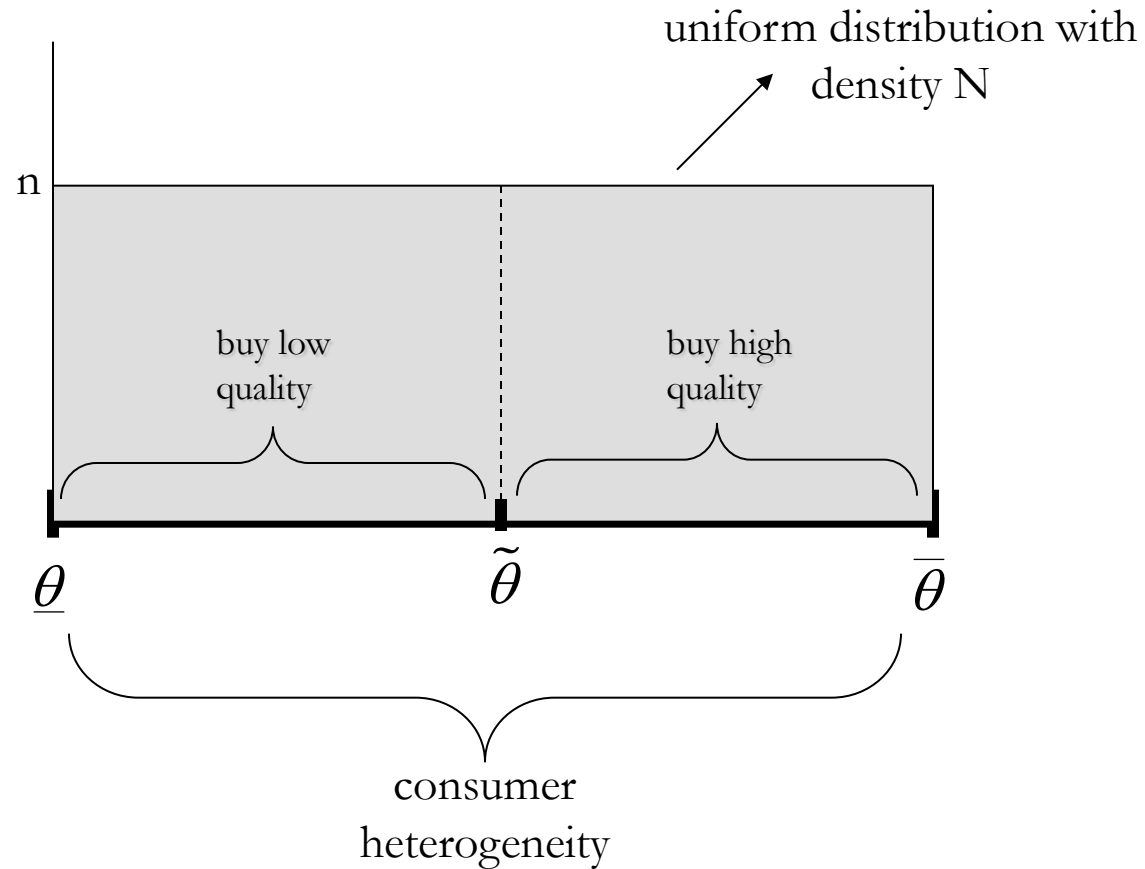 uniform distribution with
density N
n
buy low
quality
buy high
quality
θ̲
θ̃
θ̅
consumer
heterogeneity